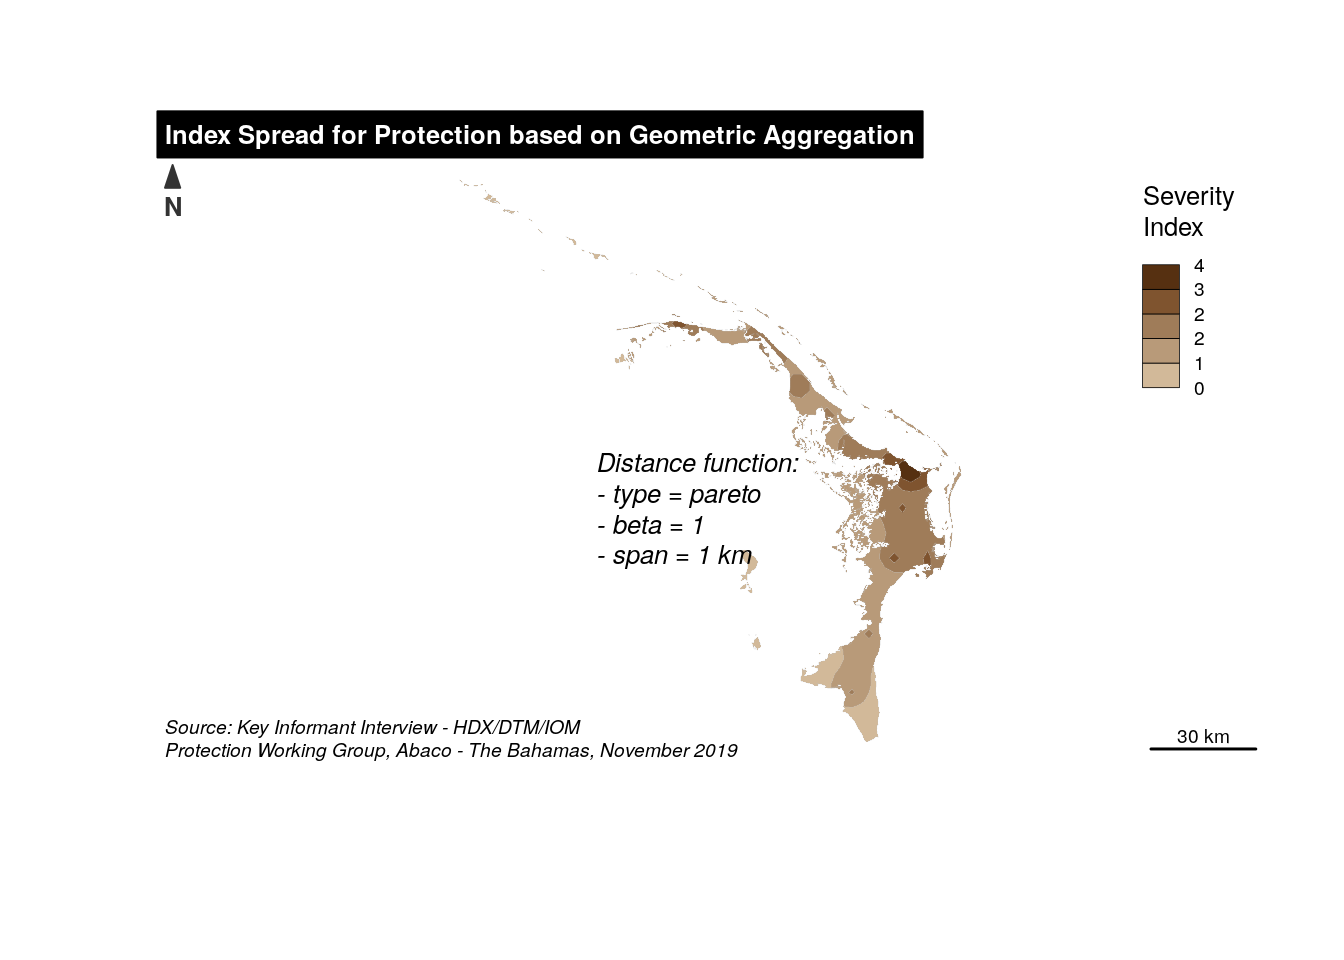 Index Spread for Protection based on Geometric Aggregation
N
Severity
Index
4
3
2
2
1
0
Distance function:
- type = pareto
- beta = 1
- span = 1 km
Source: Key Informant Interview - HDX/DTM/IOM
Protection Working Group, Abaco - The Bahamas, November 2019
30 km